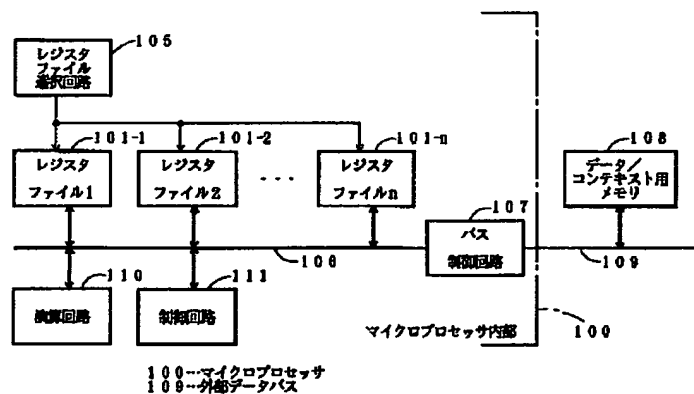 105
レジスタ
ファイル
選択回路
101-1
101-2
101-n
108
レジスタ
ファイル1
レジスタ
ファイル2
...
レジスタ
ファイルn
データ/
コンテキスト用
メモリ
107
バス
制御回路
106
109
110
111
演算回路
制御回路
マイクロプロセッサ内部
100
100…マイクロプロセッサ
109…外部データバス